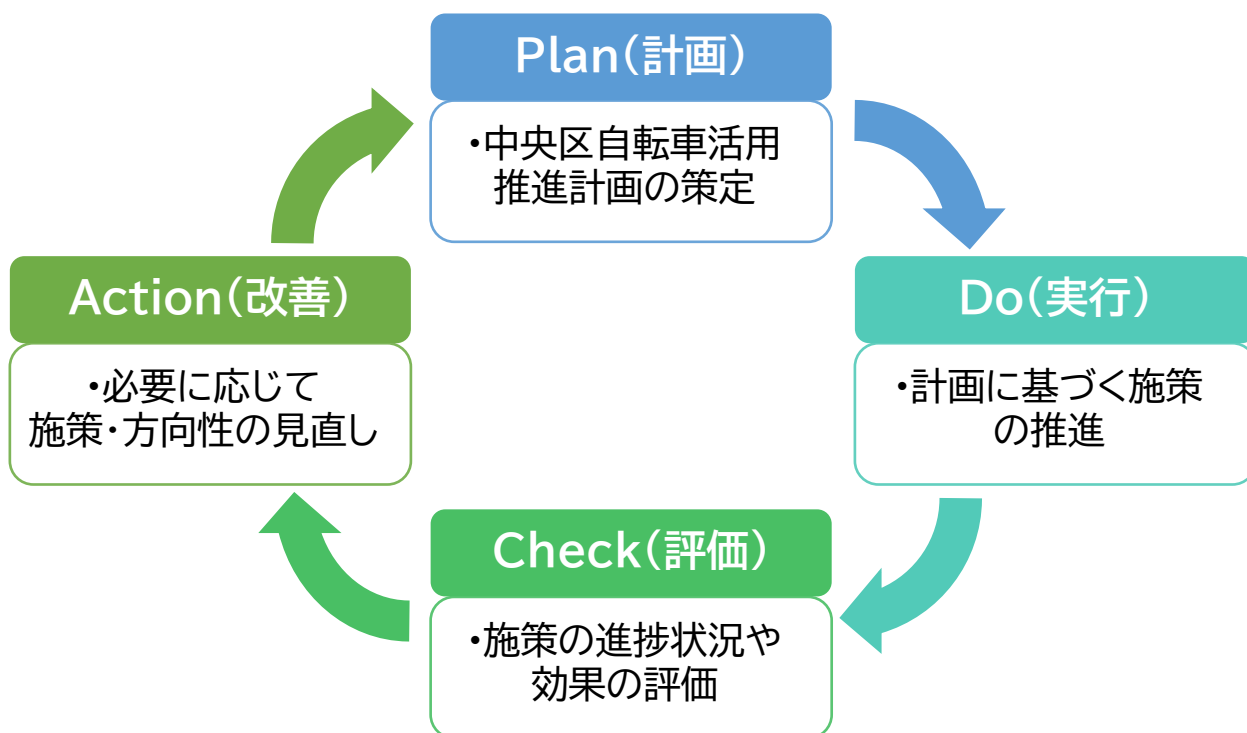 Plan(計画)
・中央区自転車活用
推進計画の策定
Do(実行)
・計画に基づく施策
の推進
Check(評価)
・施策の進捗状況や
効果の評価
Action(改善)
・必要に応じて
施策・方向性の見直し